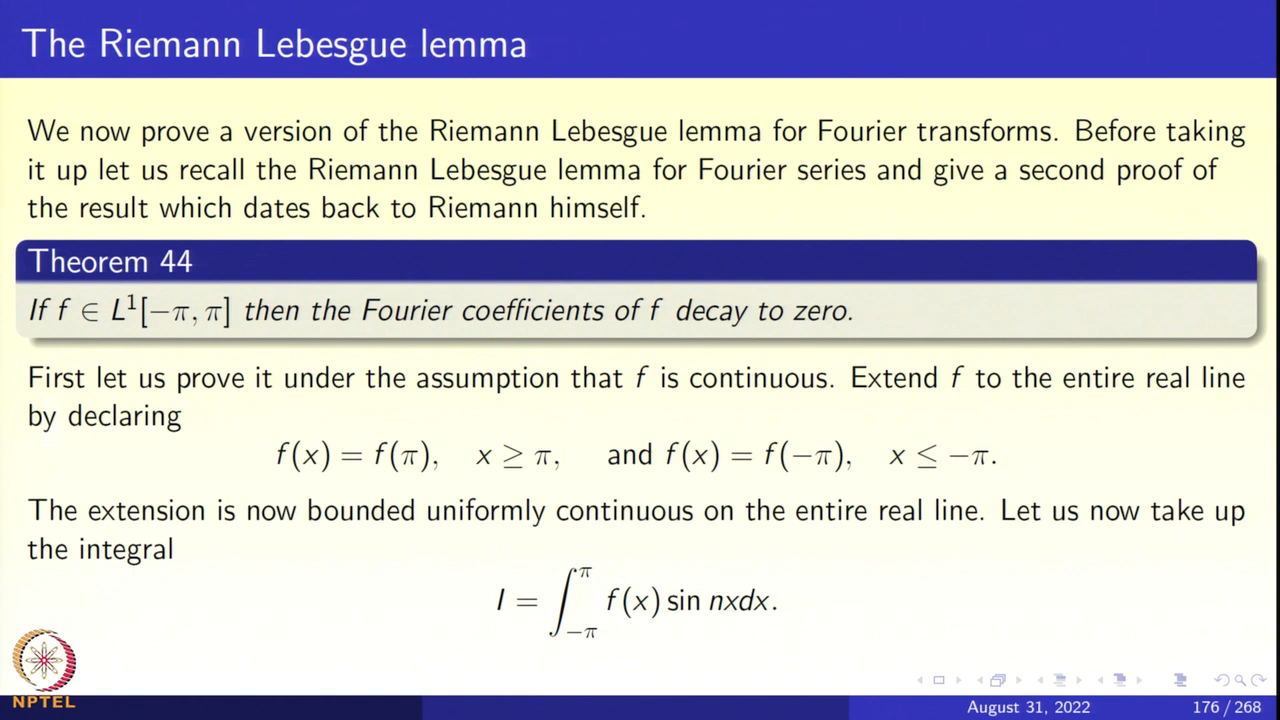 The Riemann Lebesgue lemma
We now prove a version of the Riemann Lebesgue lemma for Fourier transforms. Before taking
it up let us recall the Riemann Lebesgue lemma for Fourier series and give a second proof of
the result which dates back to Riemann himself.
Theorem 44
If f ∈ L¹[−π, π] then the Fourier coefficients of f decay to zero.
First let us prove it under the assumption that f is continuous. Extend f to the entire real line
by declaring
f(x) = f(π), x ≥ π, and f(x) = f(−π), x ≤ −π.
The extension is now bounded uniformly continuous on the entire real line. Let us now take up
the integral
I = ∫_{−π}^{π} f(x) sin nxdx.
NPTEL
August 31, 2022 176 / 268